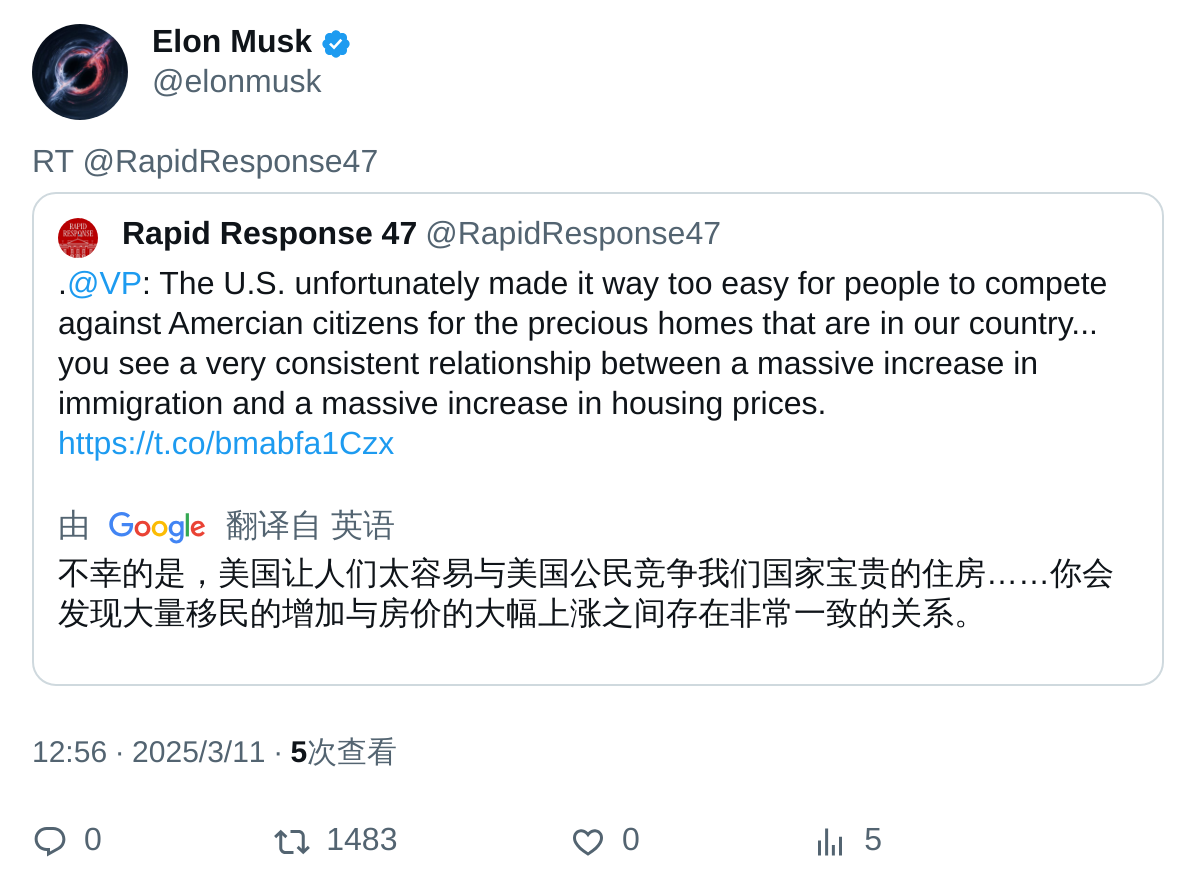 Elon Musk
@elonmusk
RT @RapidResponse47
RAPID
RESPONSE
Rapid Response 47 @RapidResponse47
.@VP: The U.S. unfortunately made it way too easy for people to compete
against Amercian citizens for the precious homes that are in our country...
you see a very consistent relationship between a massive increase in
immigration and a massive increase in housing prices.
https://t.co/bmabfa1Czx
由 Google 翻译自 英语
不幸的是，美国让人们太容易与美国公民竞争我们国家宝贵的住房……你会
发现大量移民的增加与房价的大幅上涨之间存在非常一致的关系。
12:56 · 2025/3/11 · 5次查看
0 1483 0 5